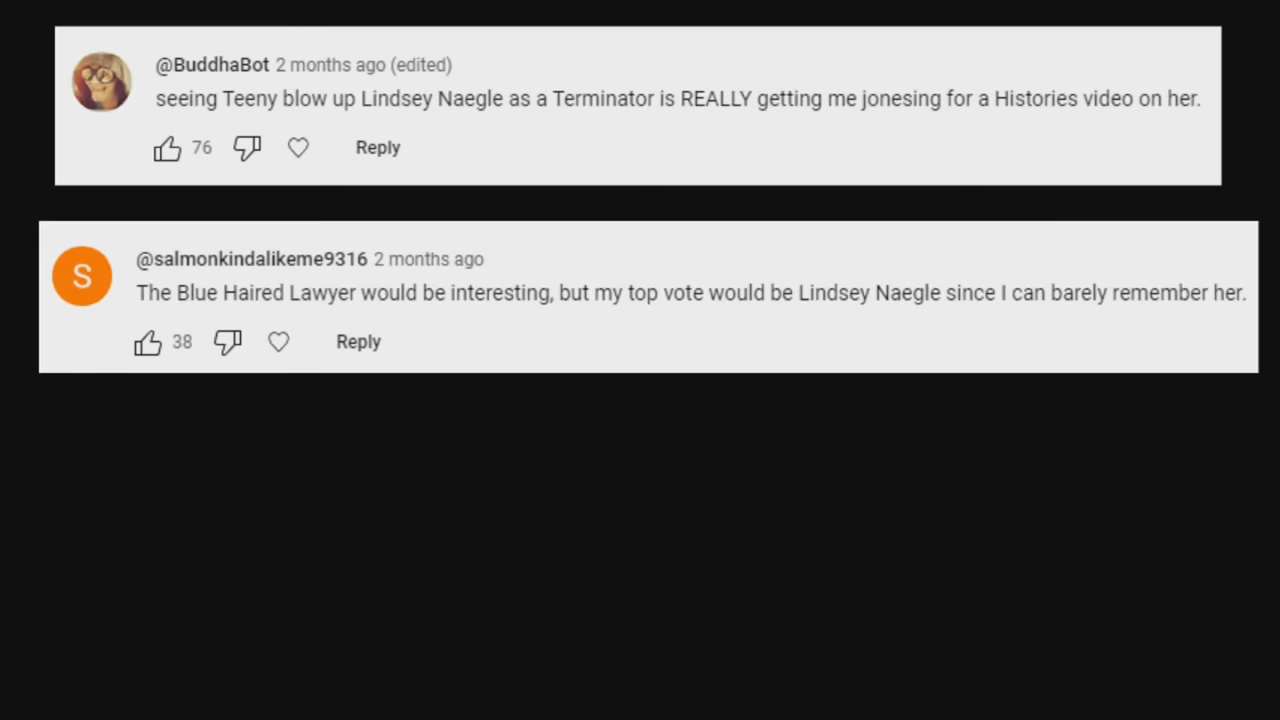 @BuddhaBot 2 months ago (edited)
seeing Teeny blow up Lindsey Naegle as a Terminator is REALLY getting me jonesing for a Histories video on her.
76 Reply
@salmonkindalikeme9316 2 months ago
S
The Blue Haired Lawyer would be interesting, but my top vote would be Lindsey Naegle since I can barely remember her.
38 Reply